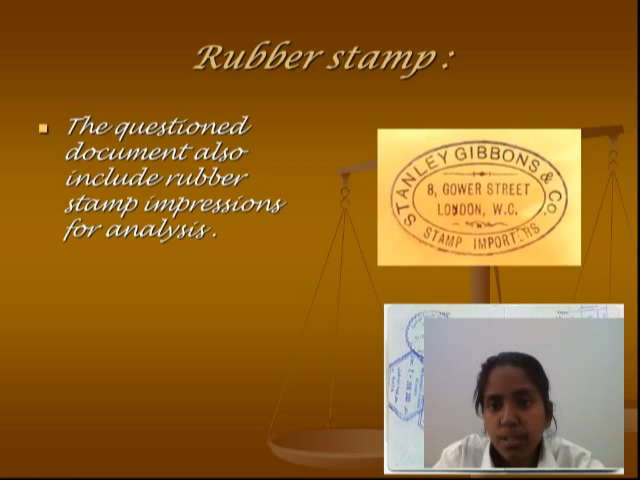 Rubber stamp :
The questioned
document also
include rubber
stamp impressions
for analysis .
STANLEY GIBBONS & Co.
8, GOWER STREET
LONDON, W.C.
STAMP IMPORTERS